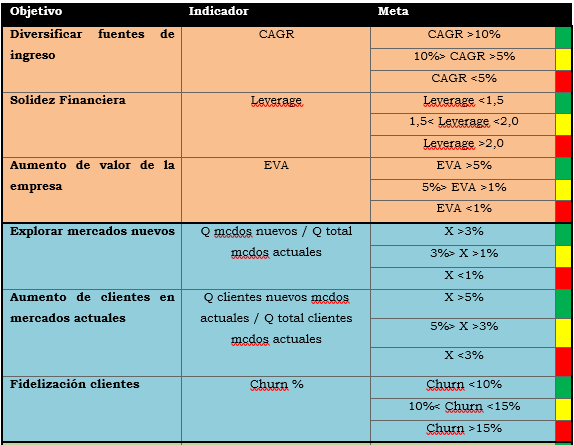 Objetivo Indicador Meta
Diversificar fuentes de CAGR CAGR >10%
ingreso 10%> CAGR >5%
CAGR <5%
Solidez Financiera Leverage Leverage <1,5
1,5< Leverage <2,0
Leverage >2,0
Aumento de valor de la EVA EVA >5%
empresa 5%> EVA >1%
EVA <1%
Explorar mercados nuevos Q mcdos nuevos / Q total X >3%
mcdos actuales 3%> X >1%
X <1%
Aumento de clientes en Q clientes nuevos mcdos X >5%
mercados actuales actuales / Q total clientes 5%> X >3%
mcdos actuales X <3%
Fidelización clientes Churn % Churn <10%
10%< Churn <15%
Churn >15%